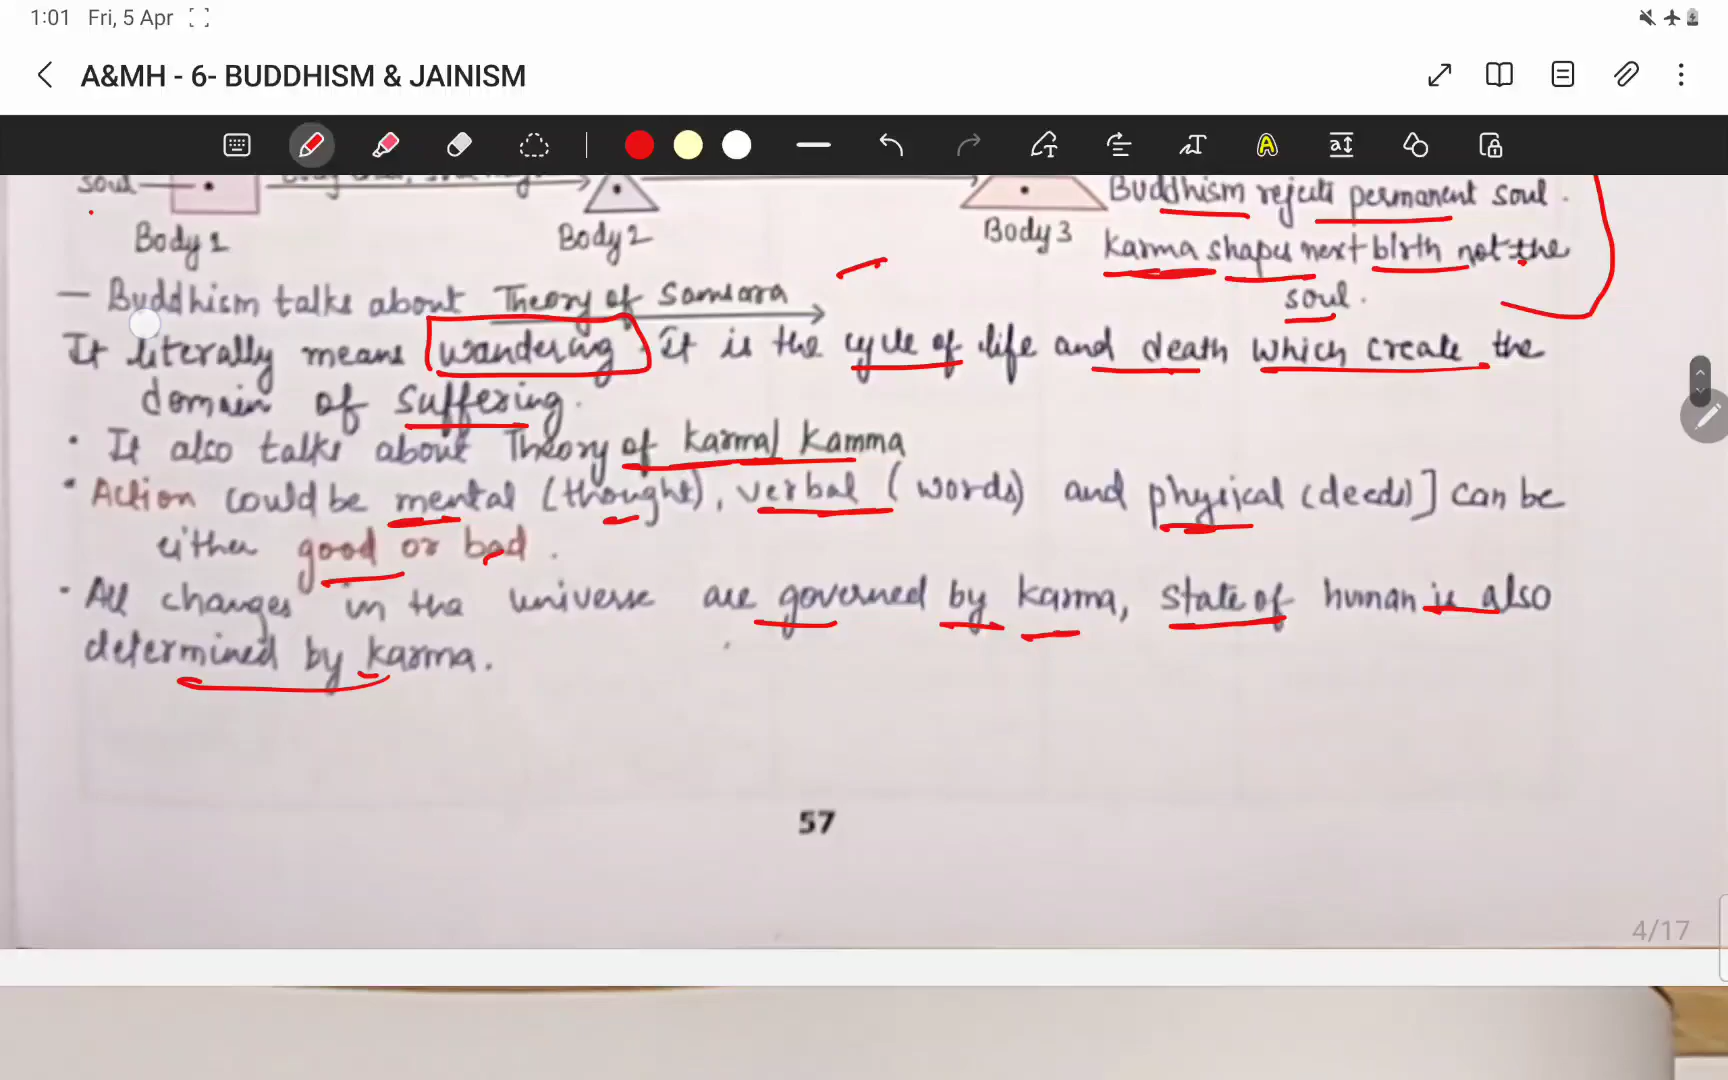 1:01 Fri, 5 Apr
A&MH - 6- BUDDHISM & JAINISM
soul
Body 1
Body 2
Body 3
Buddhism rejects permanent soul.
karma shapes next birth not the
soul.
— Buddhism talks about Theory of Samsara
It literally means wandering. It is the cycle of life and death which create the
domain of suffering.
• It also talks about Theory of karma/ kamma
• Action could be mental (thought), verbal (words) and physical (deeds)] can be
either good or bad.
• All changes in the universe are governed by karma, state of human is also
determined by karma.
57
4/17